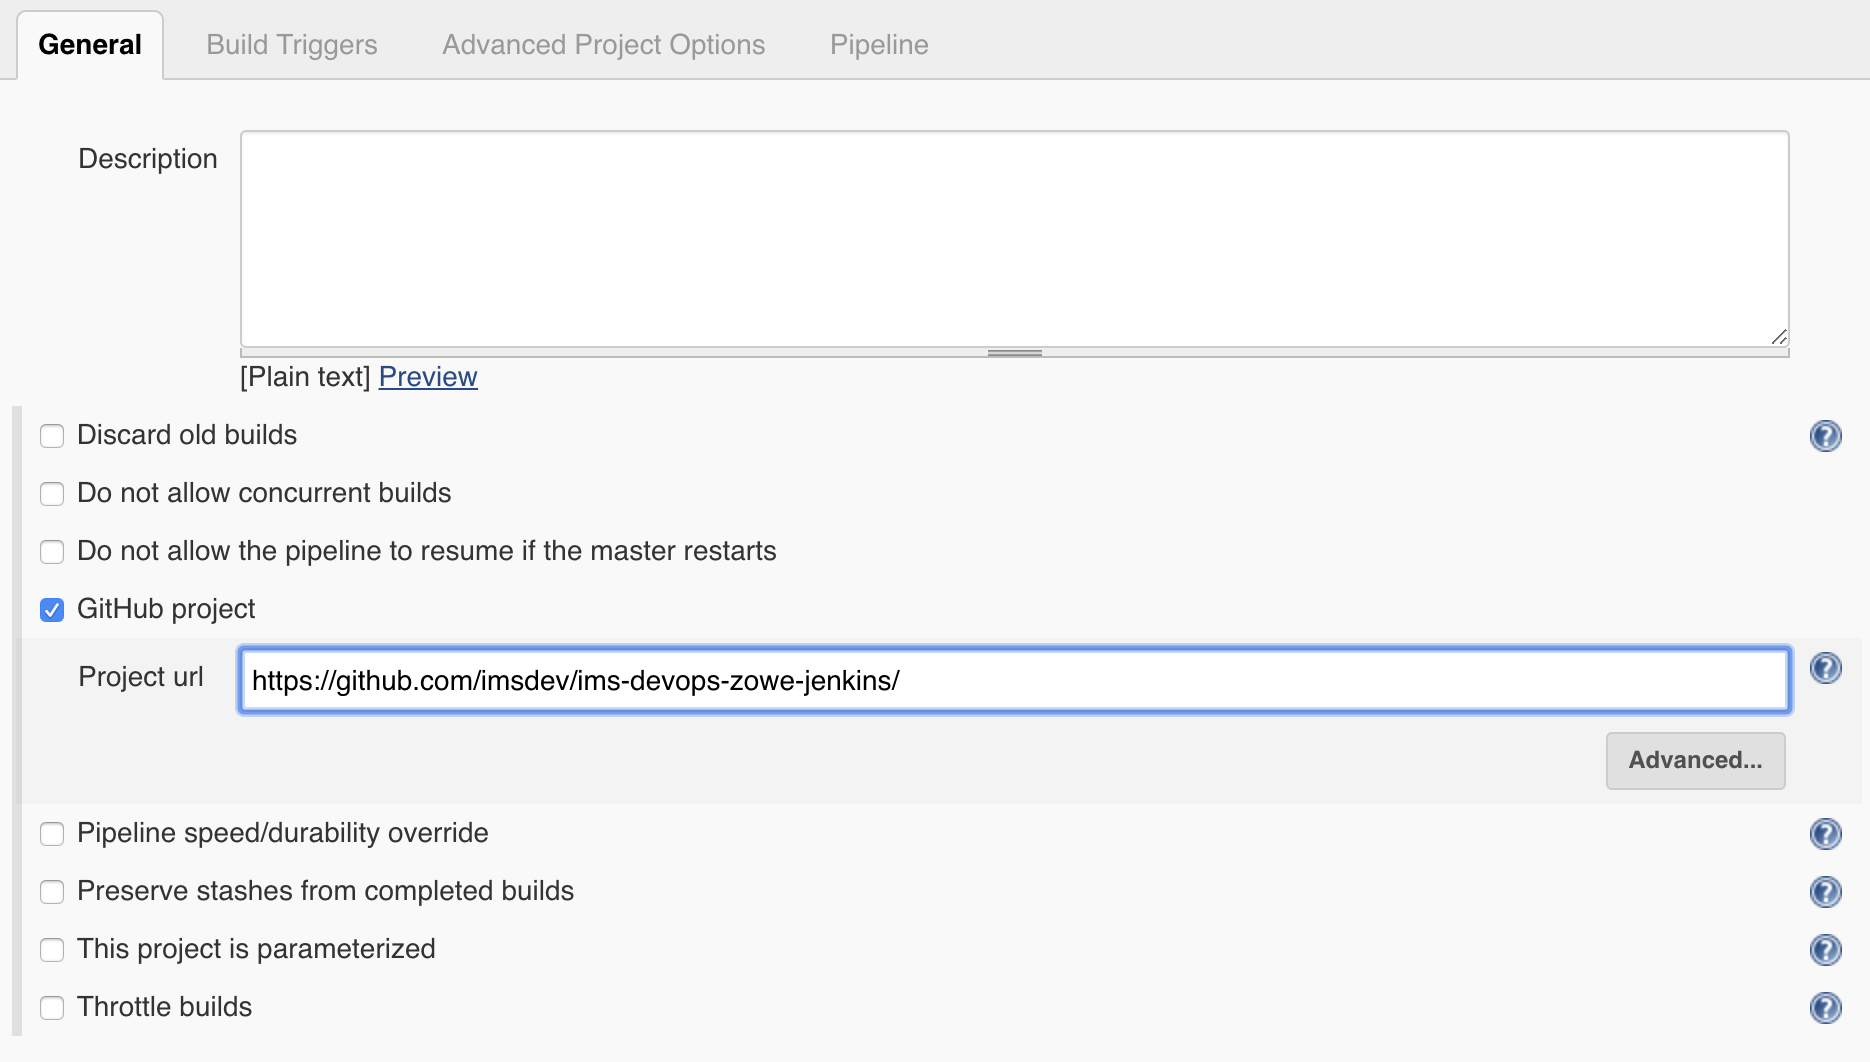 General Build Triggers Advanced Project Options Pipeline
Description
[Plain text] Preview
Discard old builds
Do not allow concurrent builds
Do not allow the pipeline to resume if the master restarts
GitHub project
Project url https://github.com/imsdev/ims-devops-zowe-jenkins/
Advanced...
Pipeline speed/durability override
Preserve stashes from completed builds
This project is parameterized
Throttle builds